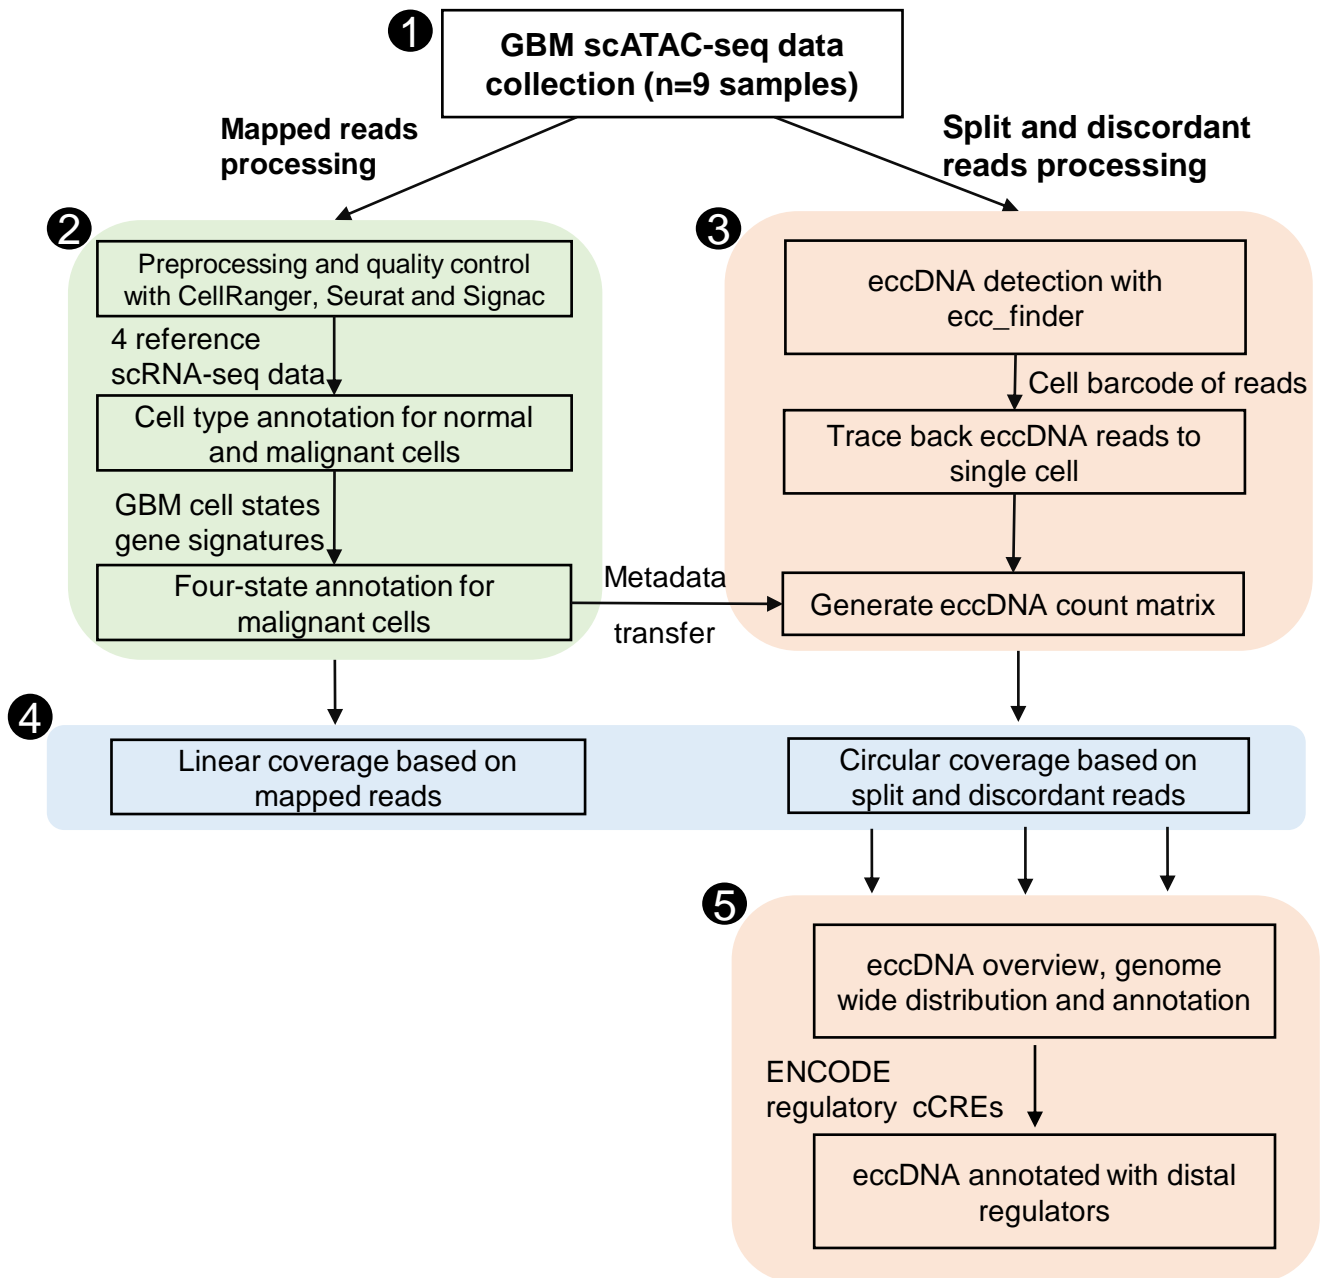 1
GBM scATAC-seq data
collection (n=9 samples)
Mapped reads
processing
Split and discordant
reads processing
2
Preprocessing and quality control
with CellRanger, Seurat and Signac
4 reference
scRNA-seq data
Cell type annotation for normal
and malignant cells
GBM cell states
gene signatures
Four-state annotation for
malignant cells
Metadata
transfer
3
eccDNA detection with
ecc_finder
Cell barcode of reads
Trace back eccDNA reads to
single cell
Generate eccDNA count matrix
4
Linear coverage based on
mapped reads
Circular coverage based on
split and discordant reads
5
eccDNA overview, genome
wide distribution and annotation
ENCODE
regulatory cCREs
eccDNA annotated with distal
regulators